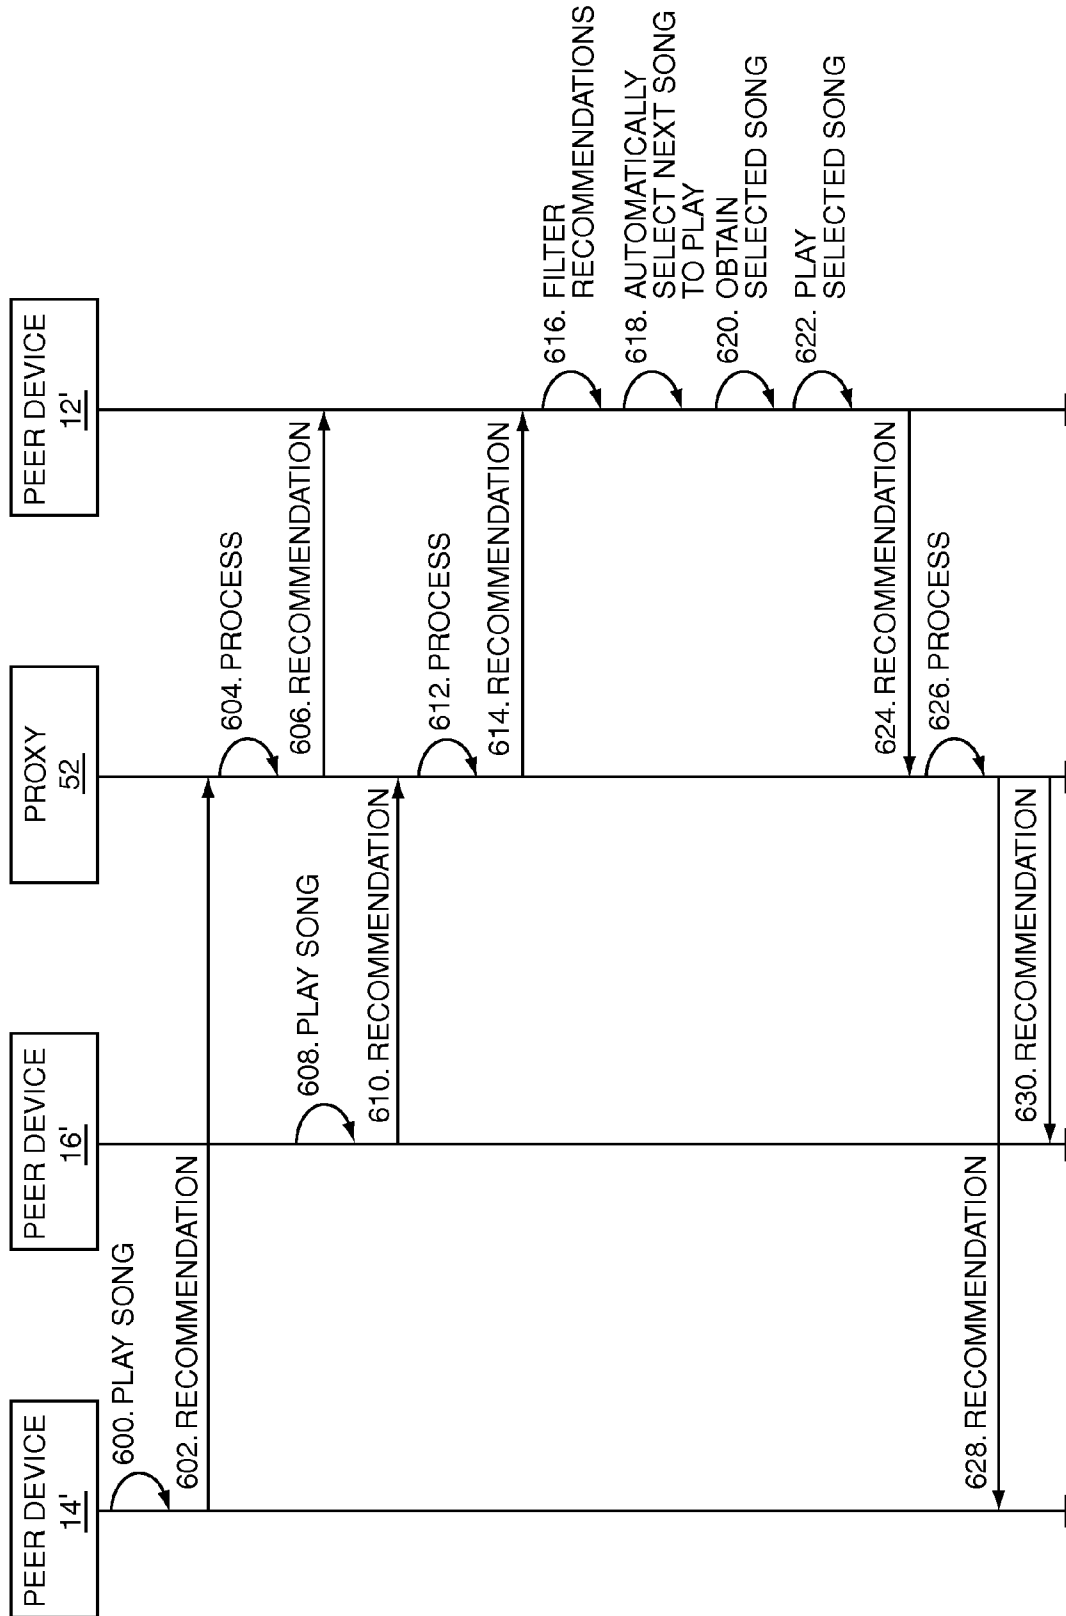 PEER DEVICE
14'
PEER DEVICE
16'
PROXY
52
PEER DEVICE
12'
600. PLAY SONG
602. RECOMMENDATION
604. PROCESS
606. RECOMMENDATION
608. PLAY SONG
610. RECOMMENDATION
612. PROCESS
614. RECOMMENDATION
616. FILTER
RECOMMENDATIONS
618. AUTOMATICALLY
SELECT NEXT SONG
TO PLAY
620. OBTAIN
SELECTED SONG
622. PLAY
SELECTED SONG
624. RECOMMENDATION
626. PROCESS
628. RECOMMENDATION
630. RECOMMENDATION